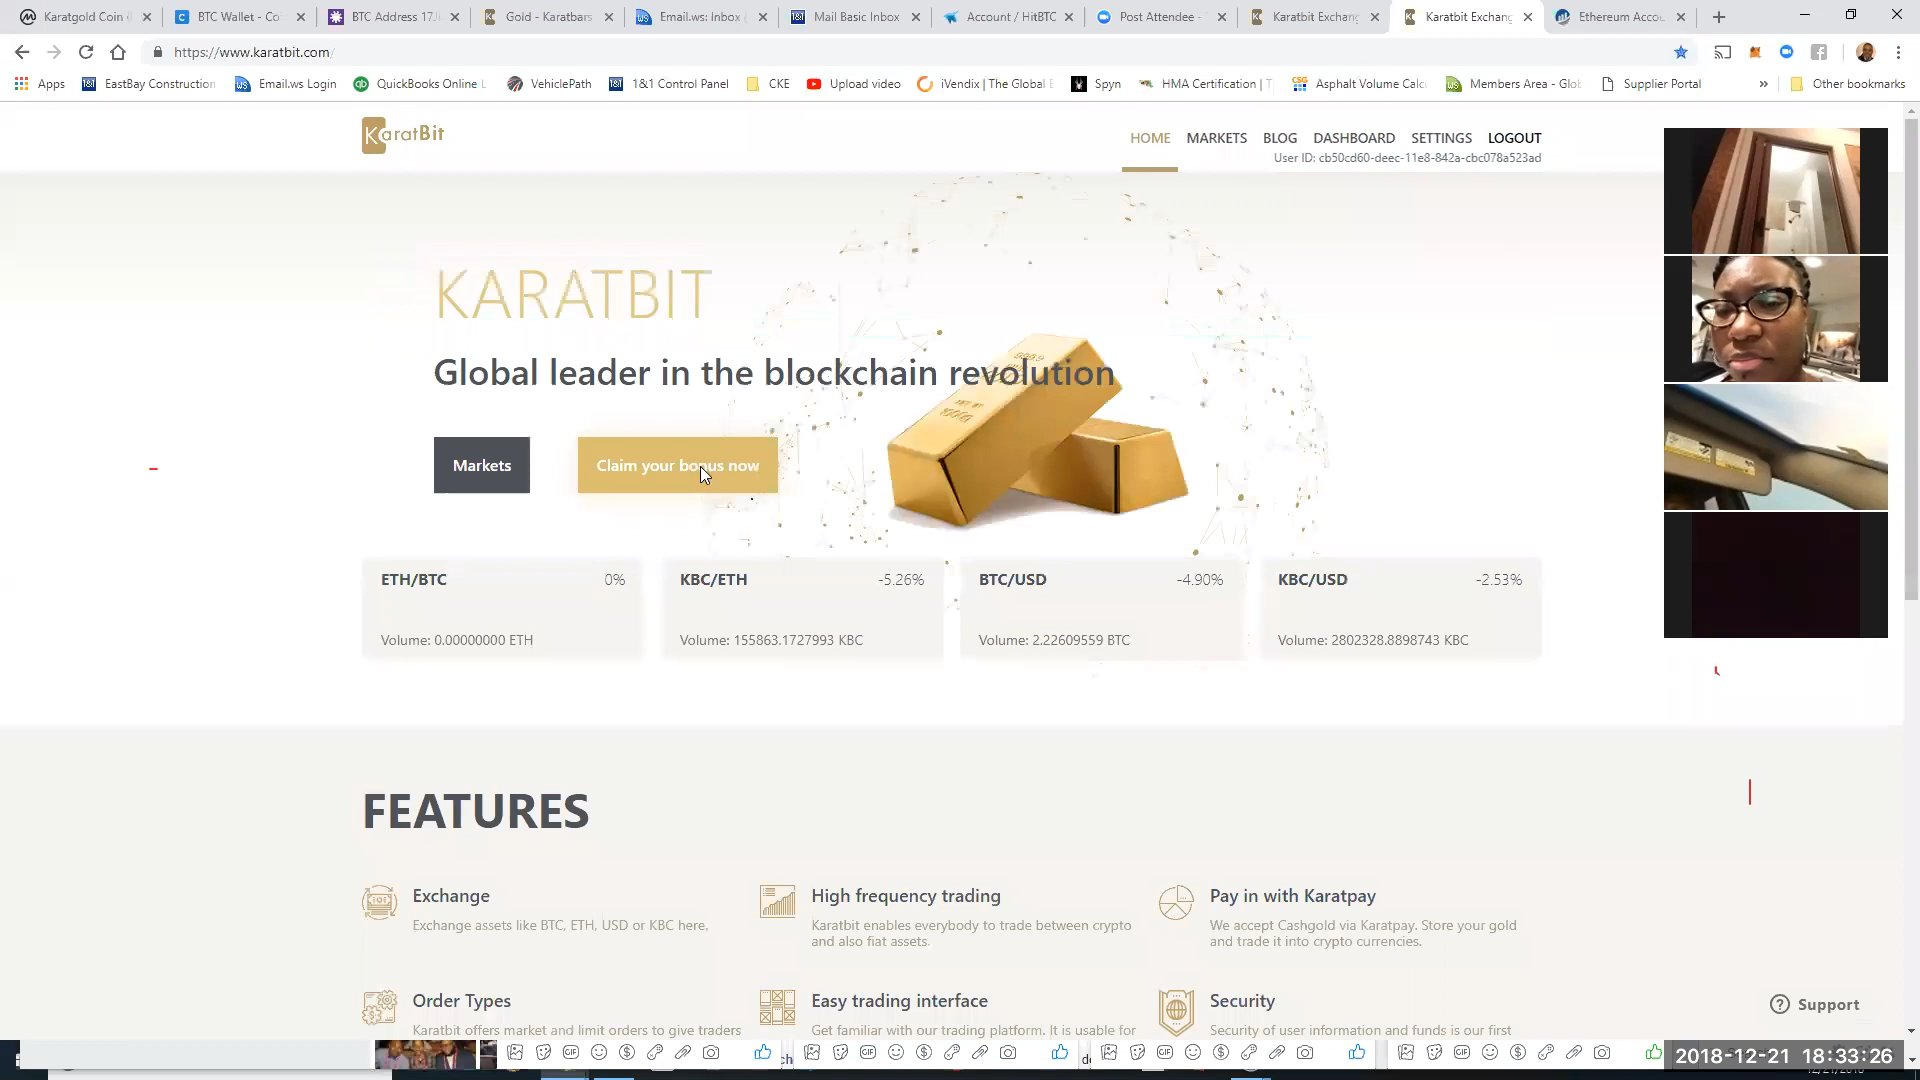 Karatgold Coin (
BTC Wallet - Co
BTC Address 17J
Gold - Karatbars
Email.ws: Inbox (
Mail Basic Inbox
Account / HitBTC
Post Attendee -
Karatbit Exchang
Karatbit Exchang
Ethereum Accou
https://www.karatbit.com
Apps
EastBay Construction
Email.ws Login
QuickBooks Online L
VehiclePath
1&1 Control Panel
CKE
Upload video
iVendix | The Global E
Spyn
HMA Certification | T
Asphalt Volume Calcu
Members Area - Glob
Supplier Portal
»
Other bookmarks
KaratBit
HOME MARKETS BLOG DASHBOARD SETTINGS LOGOUT
User ID: cb50cd60-deec-11e8-842a-cbc078a523ad
KARATBIT
Global leader in the blockchain revolution
Markets
Claim your bonus now
ETH/BTC 0%
Volume: 0.00000000 ETH
KBC/ETH -5.26%
Volume: 155863.1727993 KBC
BTC/USD -4.90%
Volume: 2.22609559 BTC
KBC/USD -2.53%
Volume: 2802328.8898743 KBC
FEATURES
Exchange
Exchange assets like BTC, ETH, USD or KBC here,
High frequency trading
Karatbit enables everybody to trade between crypto
and also fiat assets.
Pay in with Karatpay
We accept Cashgold via Karatpay. Store your gold
and trade it into crypto currencies.
Order Types
Karatbit offers market and limit orders to give traders
Easy trading interface
Get familiar with our trading platform. It is usable for
Security
Security of user information and funds is our first
Support
2018-12-21 18:33:26